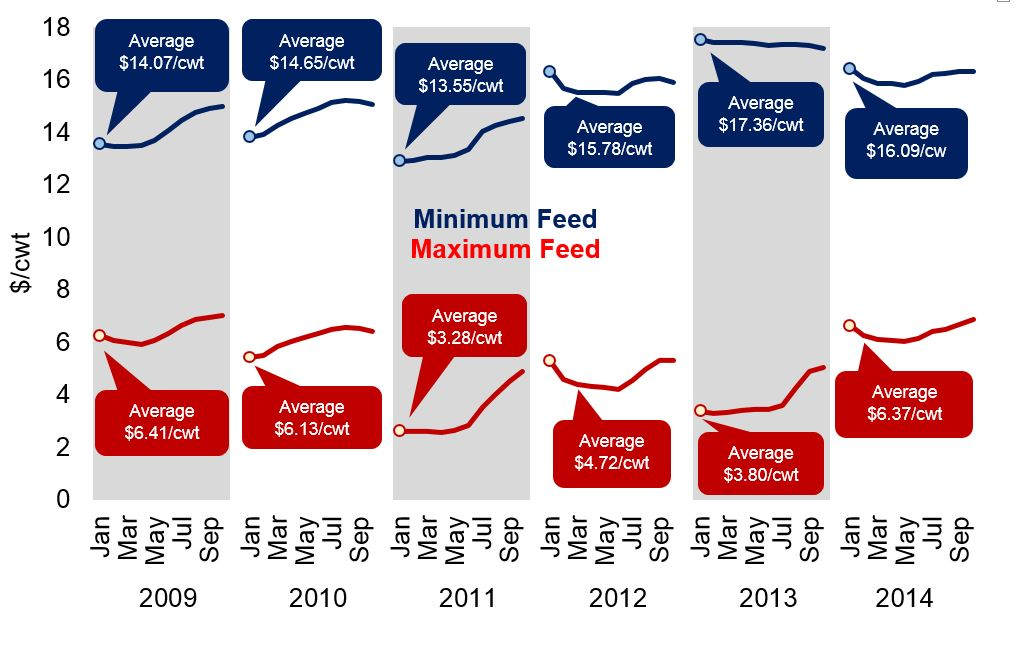 18
16
14
12
10
8
6
4
2
0
$/cwt
Average
$14.07/cwt
Average
$14.65/cwt
Average
$13.55/cwt
Average
$15.78/cwt
Average
$17.36/cwt
Average
$16.09/cw
Minimum Feed
Maximum Feed
Average
$6.41/cwt
Average
$6.13/cwt
Average
$3.28/cwt
Average
$4.72/cwt
Average
$3.80/cwt
Average
$6.37/cwt
Jan Mar May Jul Sep Jan Mar May Jul Sep Jan Mar May Jul Sep Jan Mar May Jul Sep Jan Mar May Jul Sep Jan Mar May Jul Sep
2009 2010 2011 2012 2013 2014